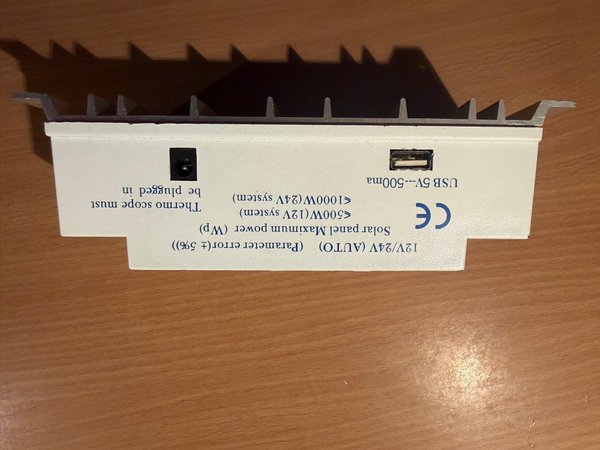 12V/24V (AUTO) (Parameter error(± 5%))
Solar panel Maximum power (Wp)
≤500W(12V system)
≤1000W(24V system)
CE
USB 5V---500ma
Thermo scope must
be plugged in